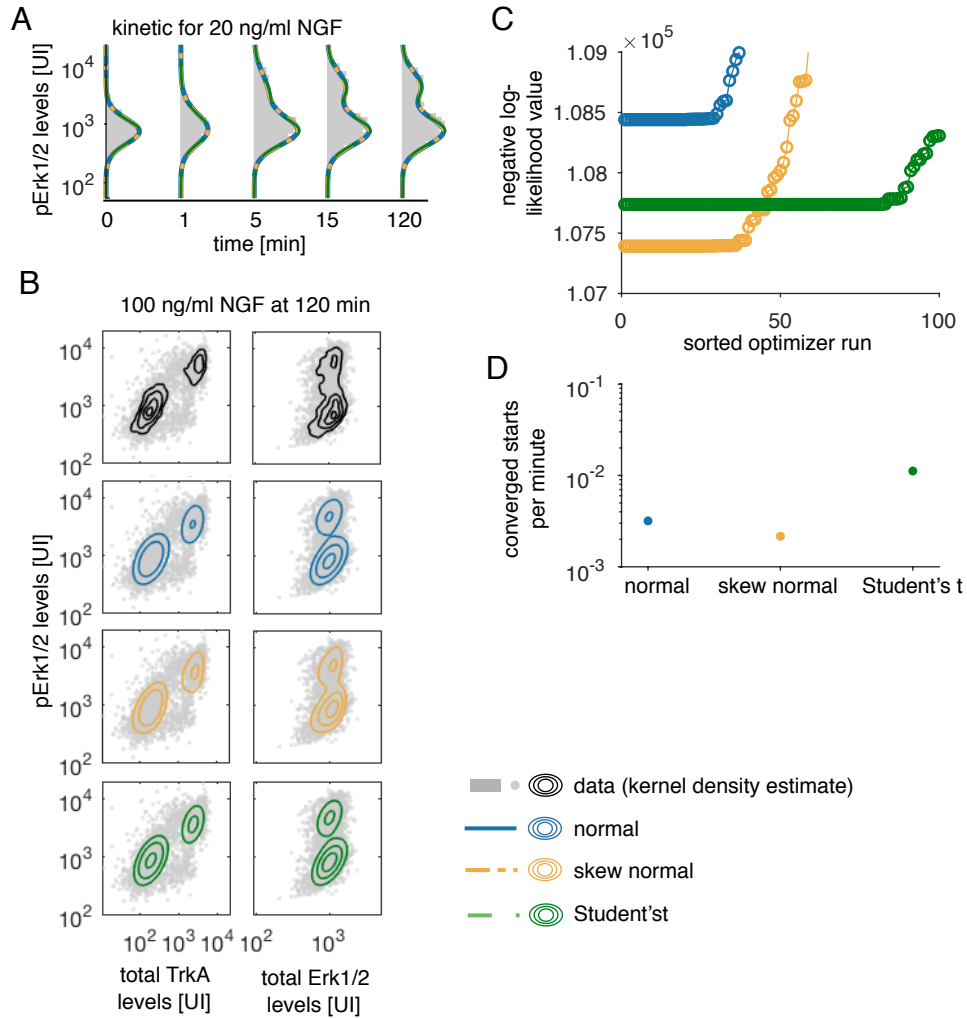 A
kinetic for 20 ng/ml NGF
pErk1/2 levels [UI]
10^4
10^3
10^2
0 1 5 15 120
time [min]
B
100 ng/ml NGF at 120 min
pErk1/2 levels [UI]
10^4
10^3
10^2
10^4
10^3
10^2
10^4
10^3
10^2
10^4
10^3
10^2
10^2 10^3 10^4 10^2 10^3
total TrkA
levels [UI]
total Erk1/2
levels [UI]
C
× 10^5
negative log-
likelihood value
1.09
1.085
1.08
1.075
1.07
0 50 100
sorted optimizer run
D
converged starts
per minute
10^-1
10^-2
10^-3
normal skew normal Student's t
data (kernel density estimate)
normal
skew normal
Student'st